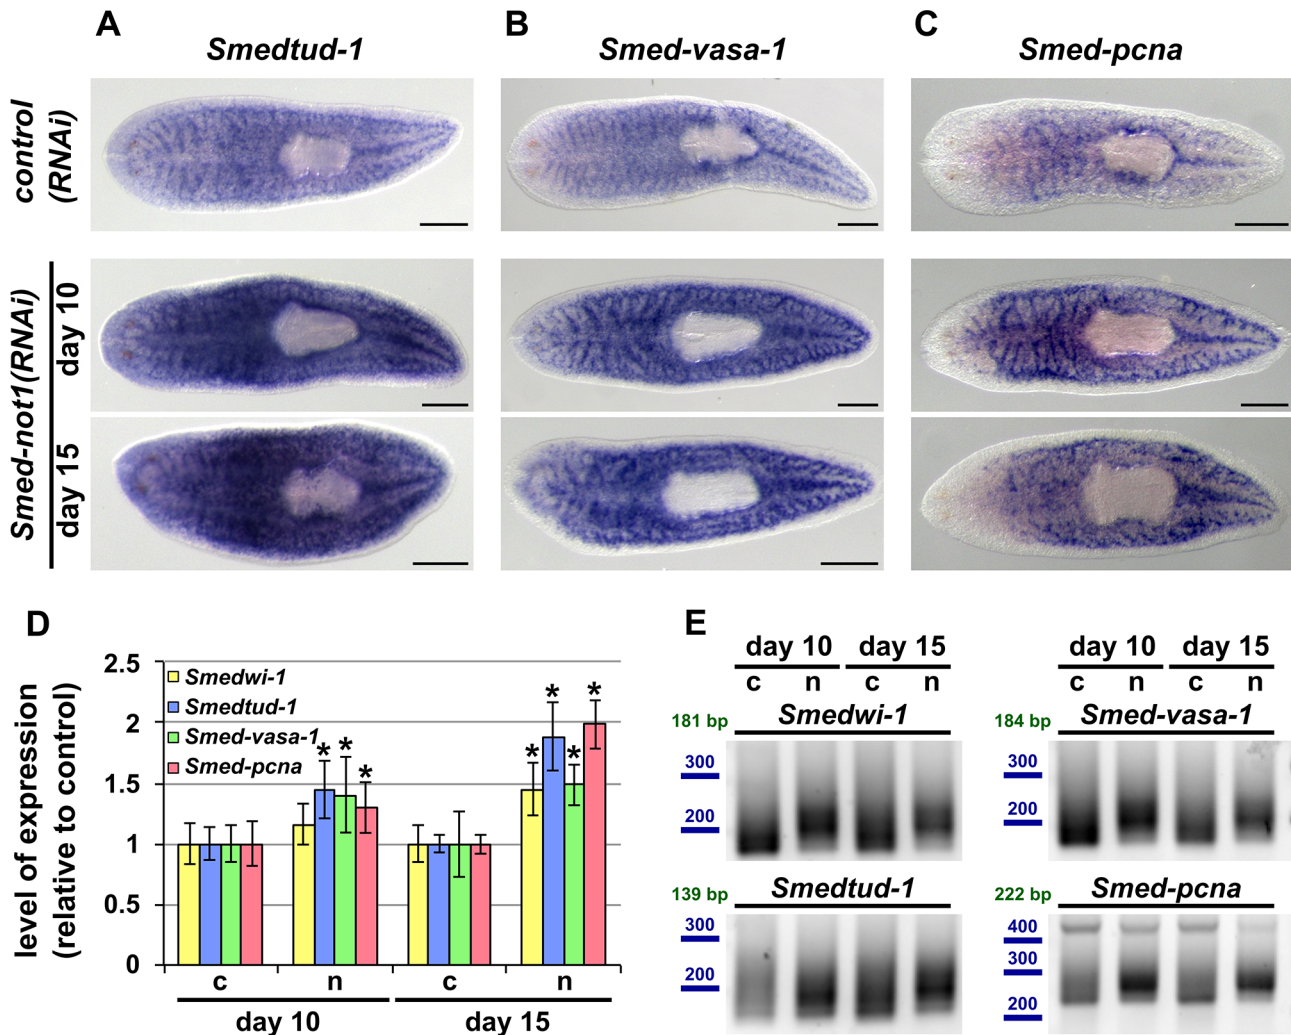 A
B
C
Smedtud-1
Smed-vasa-1
Smed-pcna
control
(RNAi)
Smed-not1(RNAi)
day 10
day 15
D
level of expression
(relative to control)
2.5
2
1.5
1
0.5
0
Smedwi-1
Smedtud-1
Smed-vasa-1
Smed-pcna
* * *
* * * *
c n c n
day 10 day 15
E
day 10 day 15
c n c n
181 bp Smedwi-1
300
200
139 bp Smedtud-1
300
200
day 10 day 15
c n c n
184 bp Smed-vasa-1
300
200
222 bp Smed-pcna
400
300
200